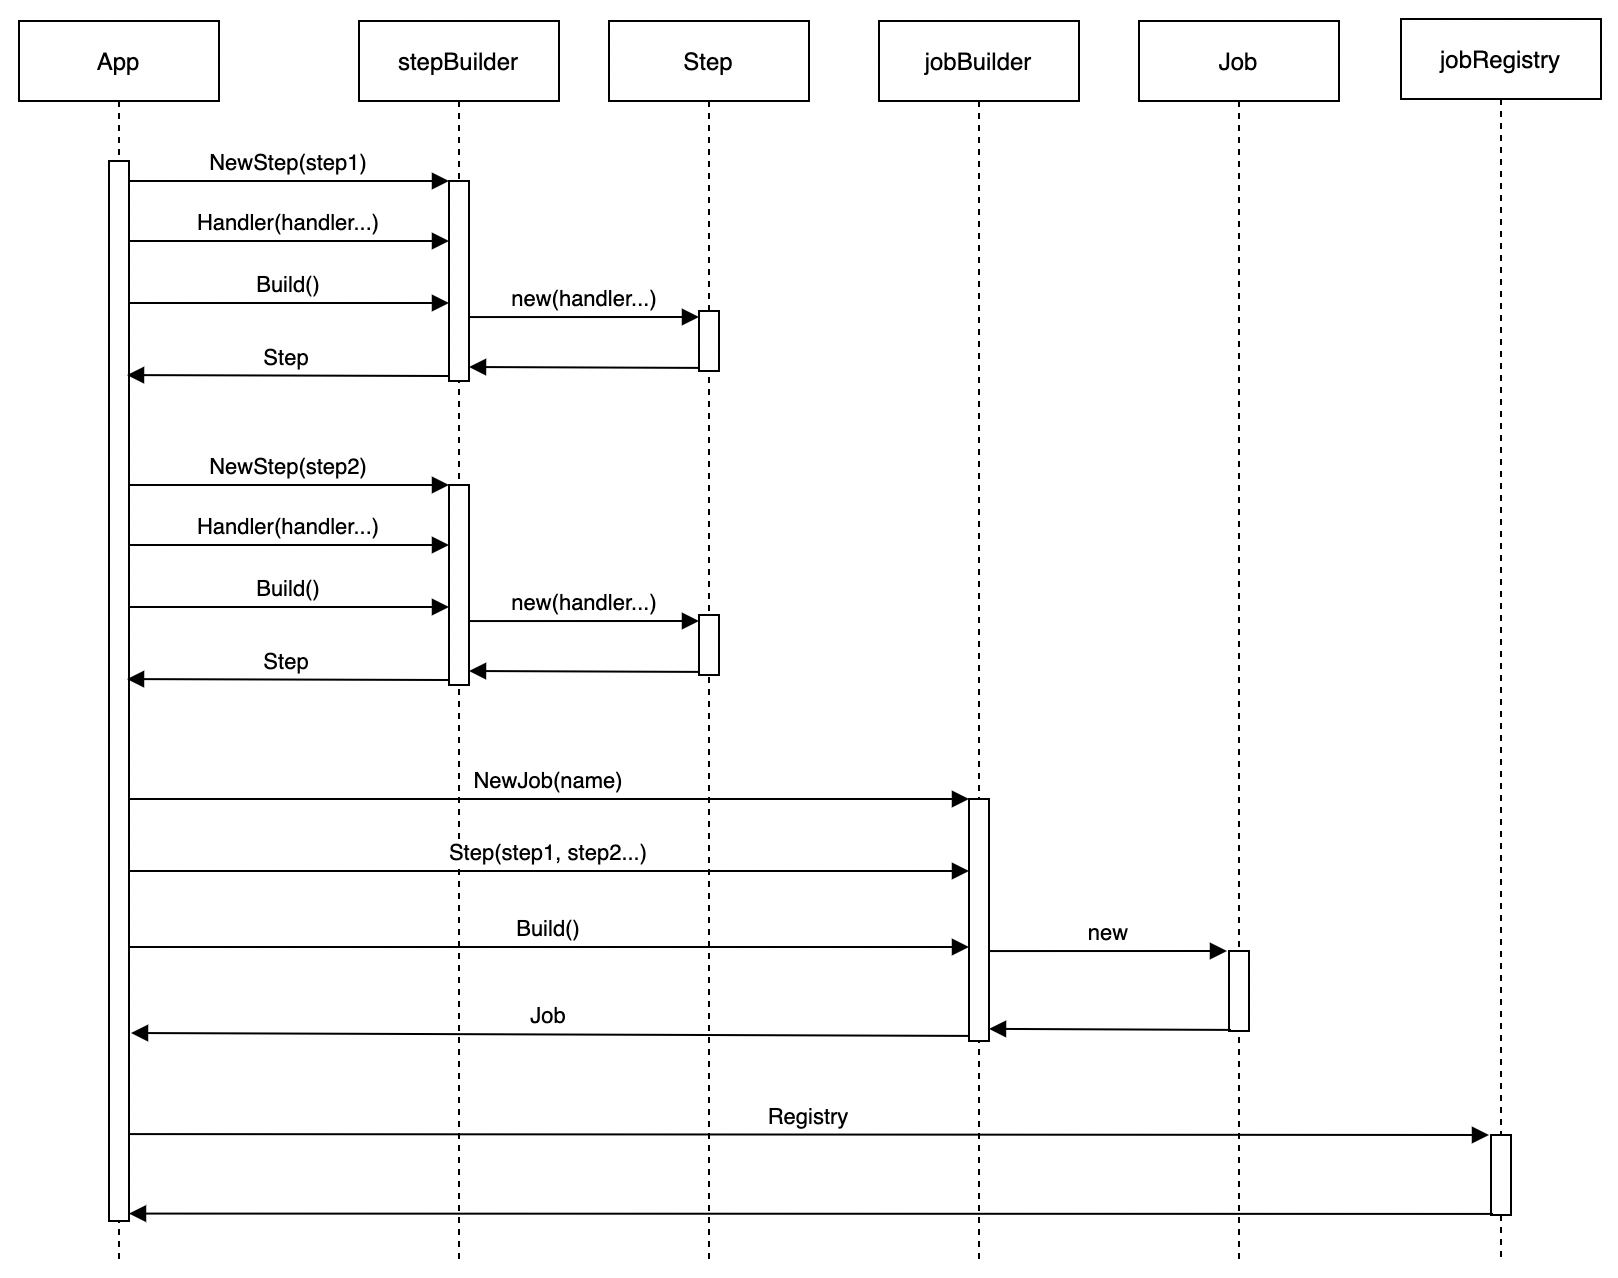 App
stepBuilder
Step
jobBuilder
Job
jobRegistry
NewStep(step1)
Handler(handler...)
Build()
new(handler...)
Step
NewStep(step2)
Handler(handler...)
Build()
new(handler...)
Step
NewJob(name)
Step(step1, step2...)
Build()
new
Job
Registry